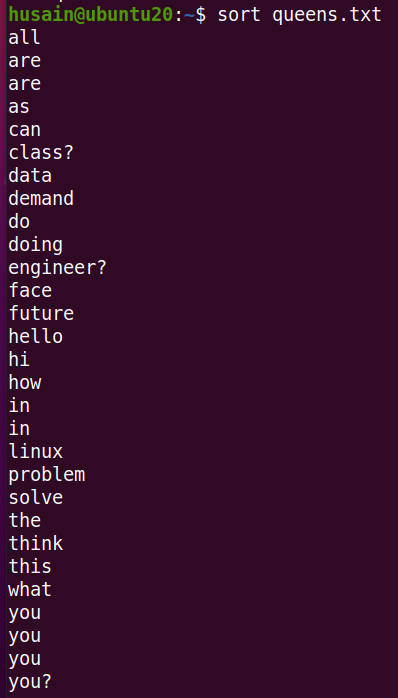 husain@ubuntu20:~$ sort queens.txt
all
are
are
as
can
class?
data
demand
do
doing
engineer?
face
future
hello
hi
how
in
in
linux
problem
solve
the
think
this
what
you
you
you
you?